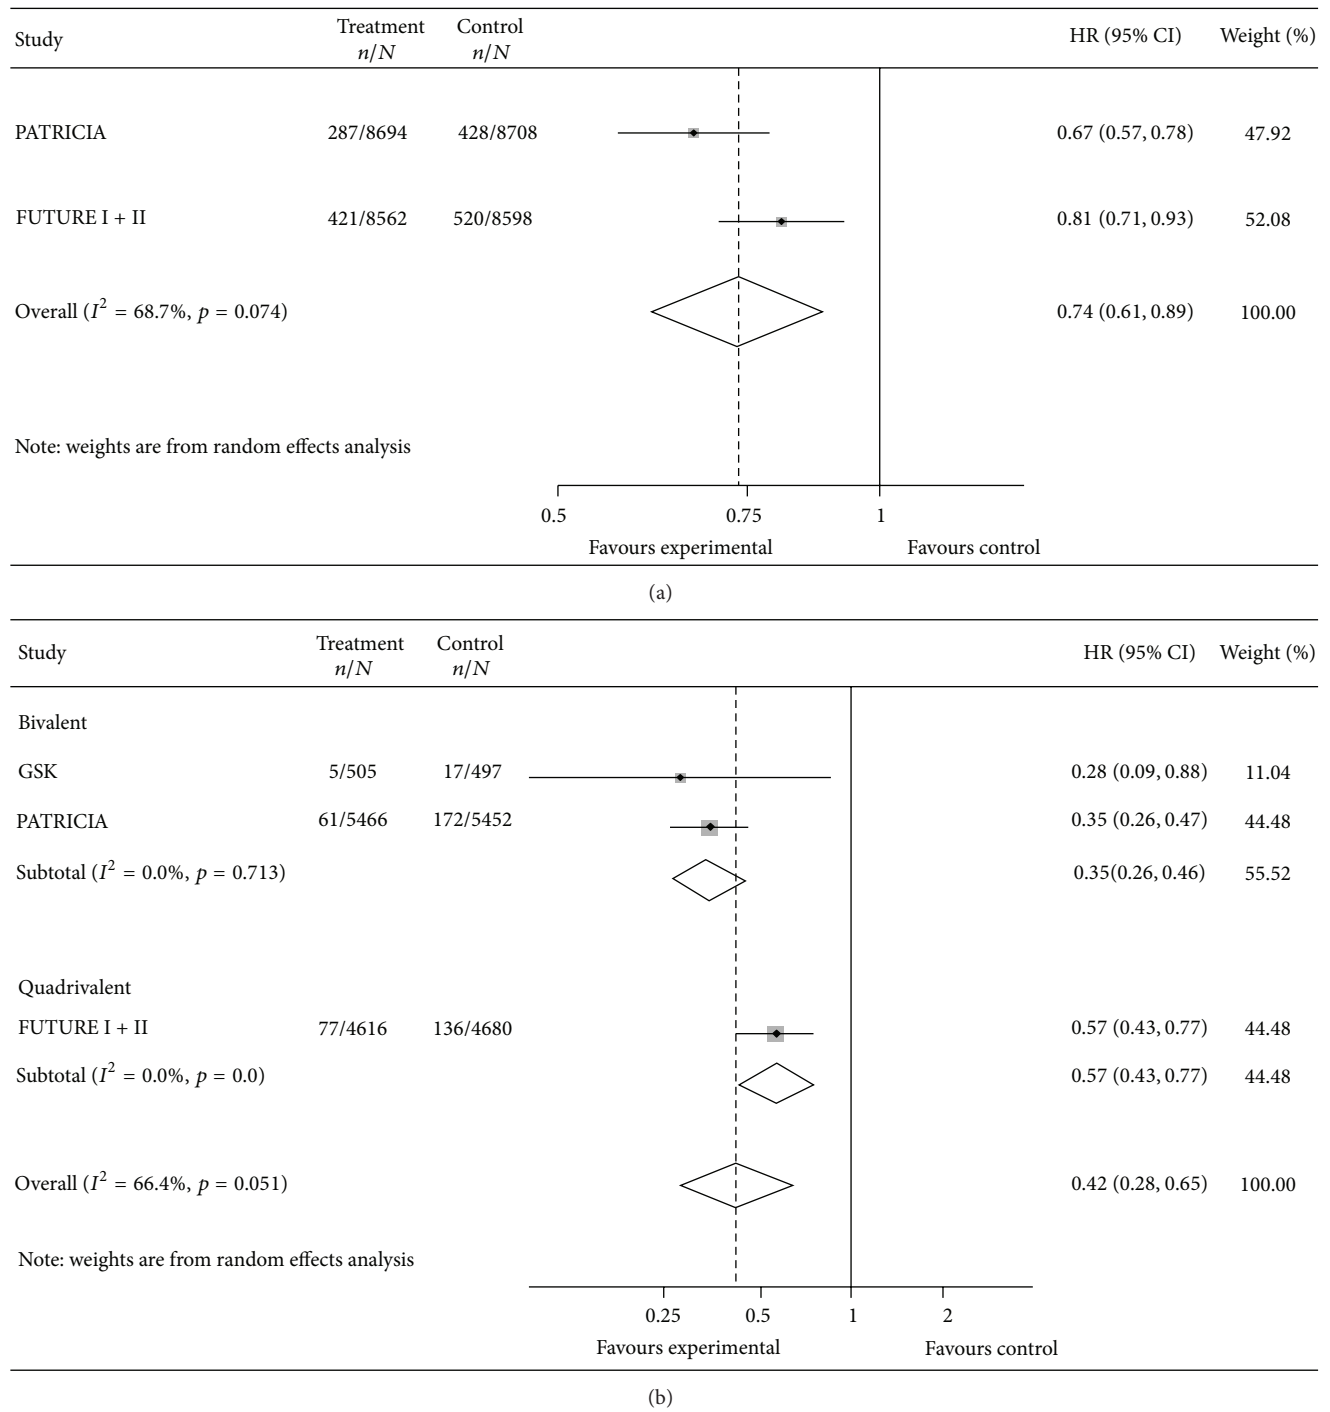 Study Treatment n/N Control n/N HR (95% CI) Weight (%)
PATRICIA 287/8694 428/8708 0.67 (0.57, 0.78) 47.92
FUTURE I + II 421/8562 520/8598 0.81 (0.71, 0.93) 52.08
Overall (I² = 68.7%, p = 0.074) 0.74 (0.61, 0.89) 100.00
Note: weights are from random effects analysis
0.5 0.75 1
Favours experimental Favours control
(a)
Study Treatment n/N Control n/N HR (95% CI) Weight (%)
Bivalent
GSK 5/505 17/497 0.28 (0.09, 0.88) 11.04
PATRICIA 61/5466 172/5452 0.35 (0.26, 0.47) 44.48
Subtotal (I² = 0.0%, p = 0.713) 0.35(0.26, 0.46) 55.52
Quadrivalent
FUTURE I + II 77/4616 136/4680 0.57 (0.43, 0.77) 44.48
Subtotal (I² = 0.0%, p = 0.0) 0.57 (0.43, 0.77) 44.48
Overall (I² = 66.4%, p = 0.051) 0.42 (0.28, 0.65) 100.00
Note: weights are from random effects analysis
0.25 0.5 1 2
Favours experimental Favours control
(b)